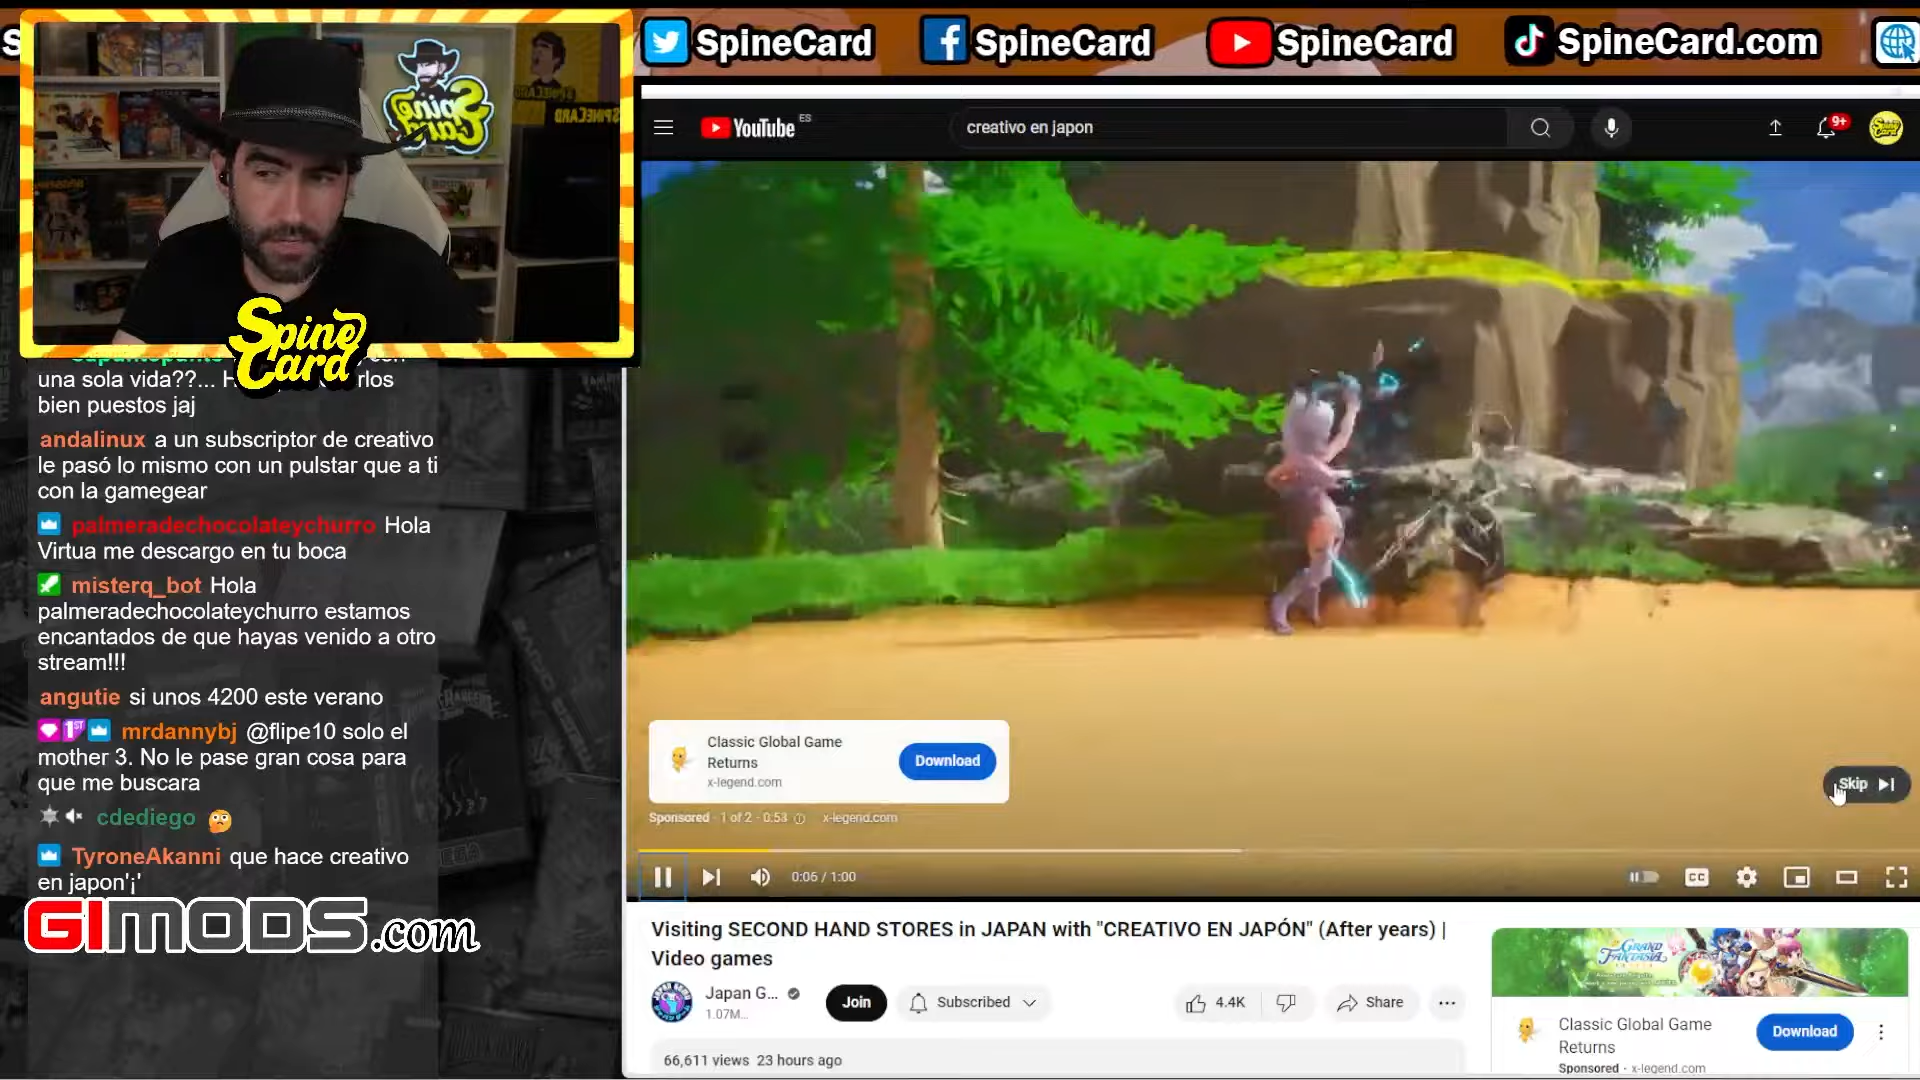 SpineCard
SpineCard
SpineCard
SpineCard.com
YouTube
ES
creativo en japon
9+
Spine
Card
una sola vida??...
rlos
bien puestos jaj
andalinux a un subscriptor de creativo
le pasó lo mismo con un pulstar que a ti
con la gamegear
palmeradechocolateychurro Hola
Virtua me descargo en tu boca
misterq_bot Hola
palmeradechocolateychurro estamos
encantados de que hayas venido a otro
stream!!!
angutie si unos 4200 este verano
1ST
mrdannybj @flipe10 solo el
mother 3. No le pase gran cosa para
que me buscara
cdediego
TyroneAkanni que hace creativo
en japon'¡'
GIMODS.com
Classic Global Game
Returns
x-legend.com
Download
Skip
Sponsored · 1 of 2 · 0:53
x-legend.com
0:06 / 1:00
CC
Visiting SECOND HAND STORES in JAPAN with "CREATIVO EN JAPÓN" (After years) |
Video games
Japan G...
1.07M...
Join
Subscribed
4.4K
Share
66,611 views 23 hours ago
GRAND
FANTASIA
Classic Global Game
Returns
Sponsored · x-legend.com
Download